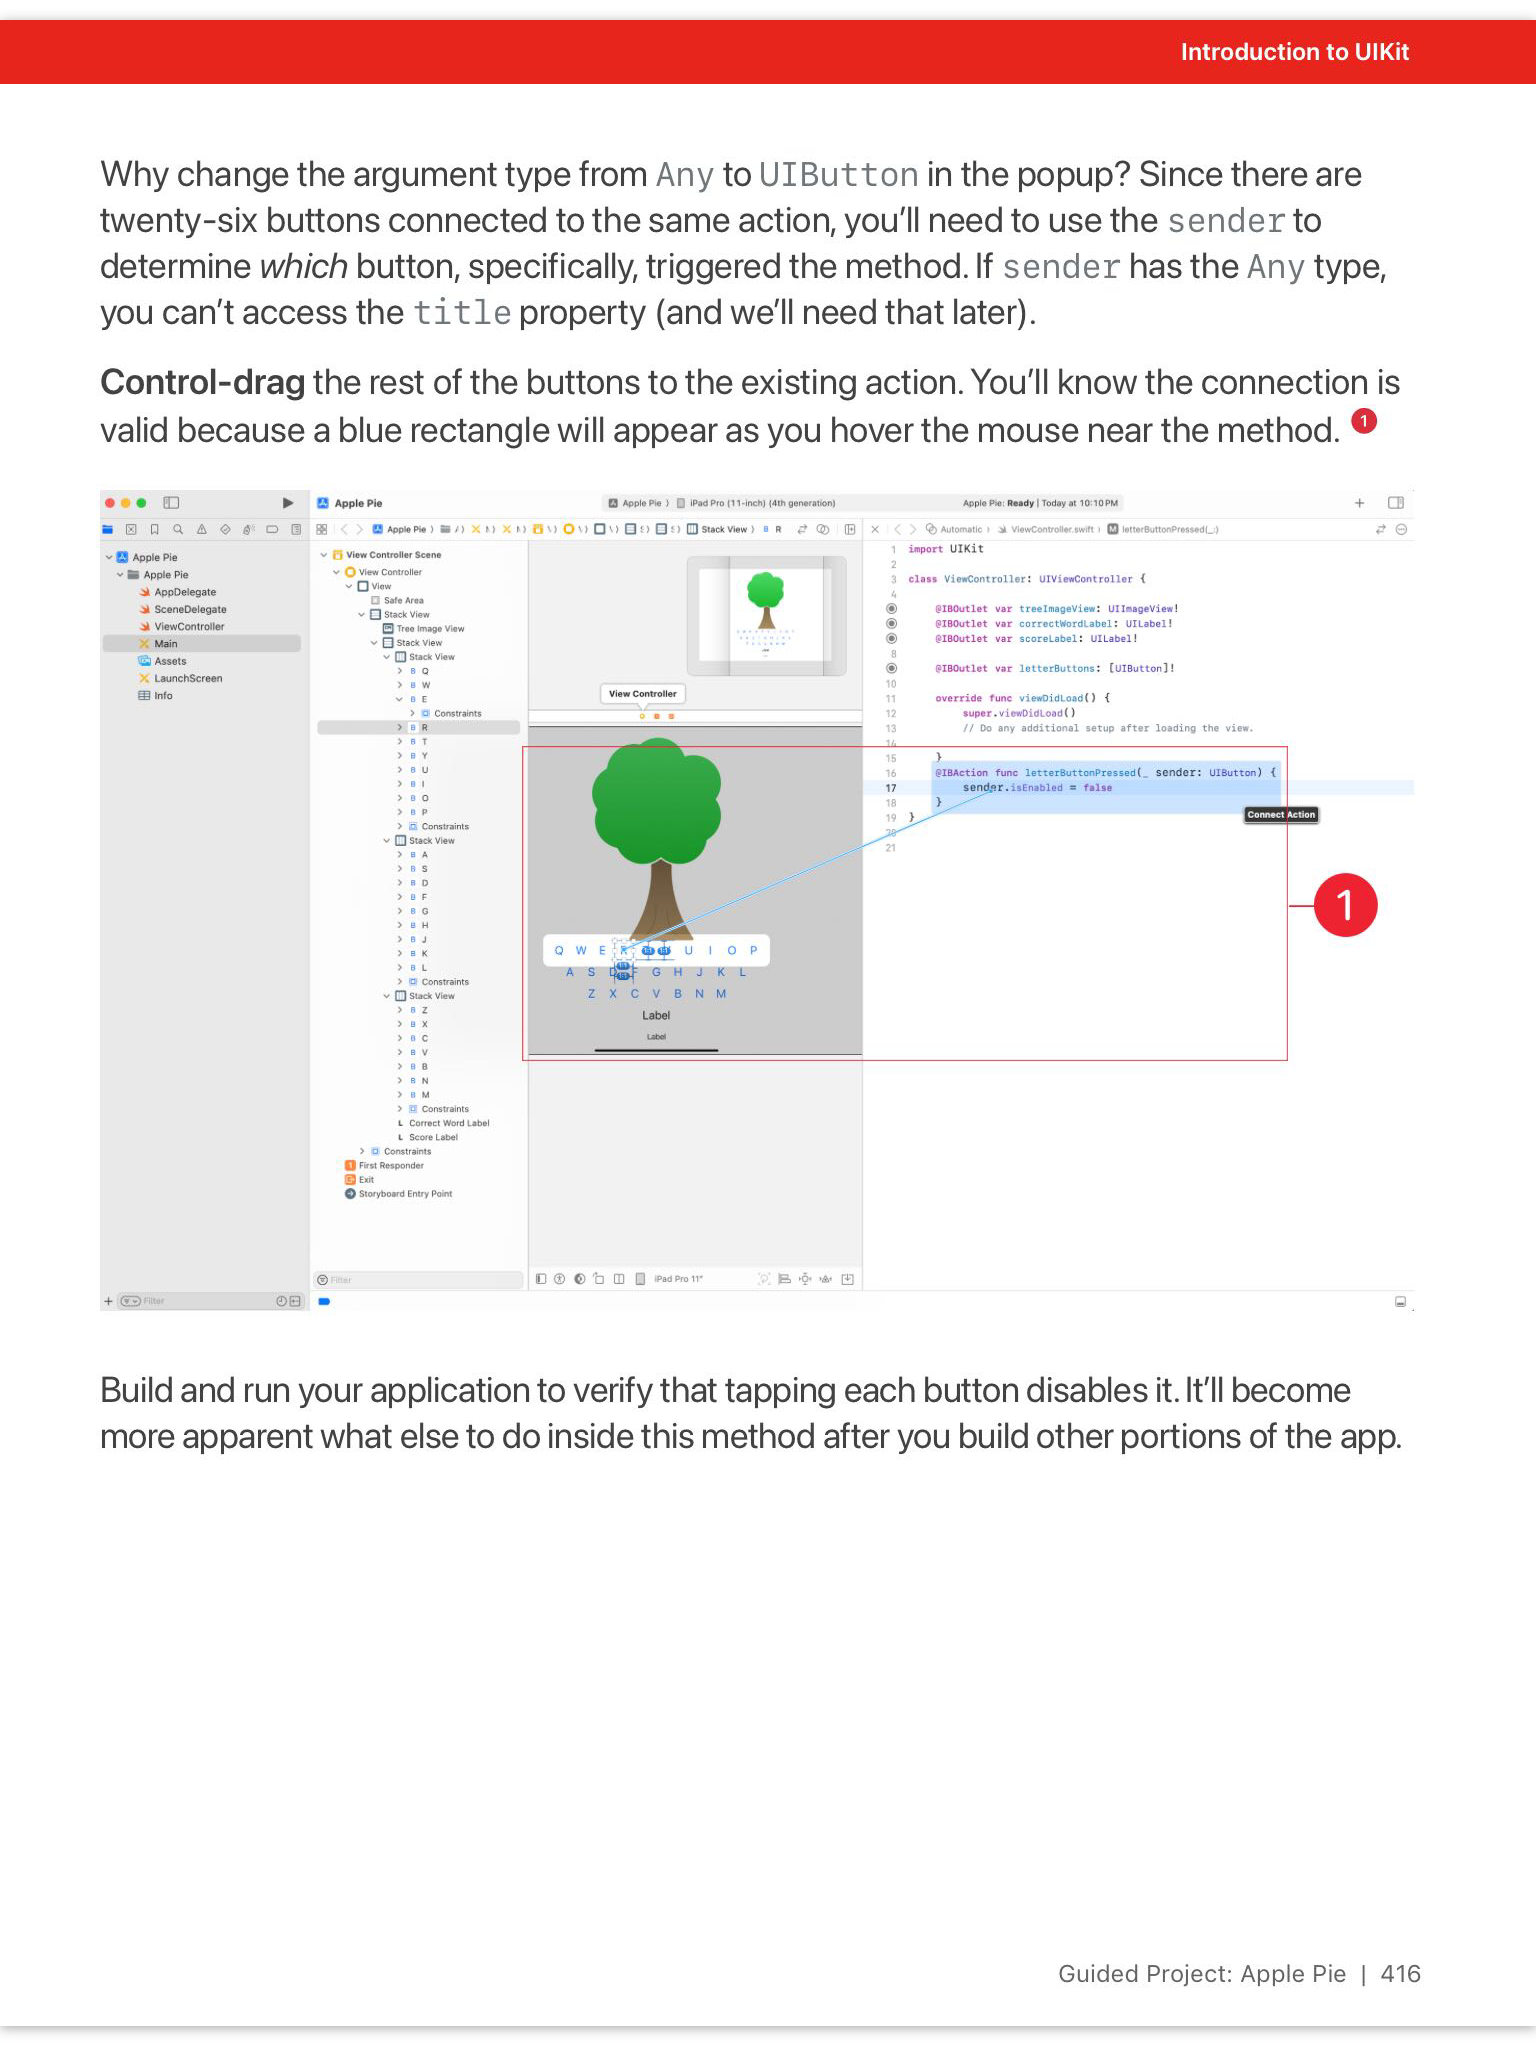 Introduction to UIKit
Why change the argument type from Any to UIButton in the popup? Since there are
twenty-six buttons connected to the same action, you’ll need to use the sender to
determine which button, specifically, triggered the method. If sender has the Any type,
you can’t access the title property (and we’ll need that later).
Control-drag the rest of the buttons to the existing action. You’ll know the connection is
valid because a blue rectangle will appear as you hover the mouse near the method. 1
Apple Pie
Apple Pie iPad Pro (11-inch) (4th generation)
Apple Pie: Ready | Today at 10:10 PM
Apple Pie
Stack View
B R
Automatic
ViewController.swift
M letterButtonPressed(_:)
Apple Pie
Apple Pie
AppDelegate
SceneDelegate
ViewController
Main
Assets
LaunchScreen
Info
Filter
View Controller Scene
View Controller
View
Safe Area
Stack View
Tree Image View
Stack View
Stack View
B Q
B W
B E
Constraints
B R
B T
B Y
B U
B I
B O
B P
Constraints
Stack View
B A
B S
B D
B F
B G
B H
B J
B K
B L
Constraints
Stack View
B Z
B X
B C
B V
B B
B N
B M
Constraints
L Correct Word Label
L Score Label
Constraints
First Responder
Exit
Storyboard Entry Point
Filter
View Controller
Q W E R U I O P
A S D F G H J K L
Z X C V B N M
Label
Label
iPad Pro 11"
1 import UIKit
2
3 class ViewController: UIViewController {
4
@IBOutlet var treeImageView: UIImageView!
@IBOutlet var correctWordLabel: UILabel!
@IBOutlet var scoreLabel: UILabel!
8
@IBOutlet var letterButtons: [UIButton]!
10
11 override func viewDidLoad() {
12 super.viewDidLoad()
13 // Do any additional setup after loading the view.
14
15 }
16 @IBAction func letterButtonPressed(_ sender: UIButton) {
17 sender.isEnabled = false
18 }
19 }
20
21
Connect Action
1
Build and run your application to verify that tapping each button disables it. It’ll become
more apparent what else to do inside this method after you build other portions of the app.
Guided Project: Apple Pie | 416